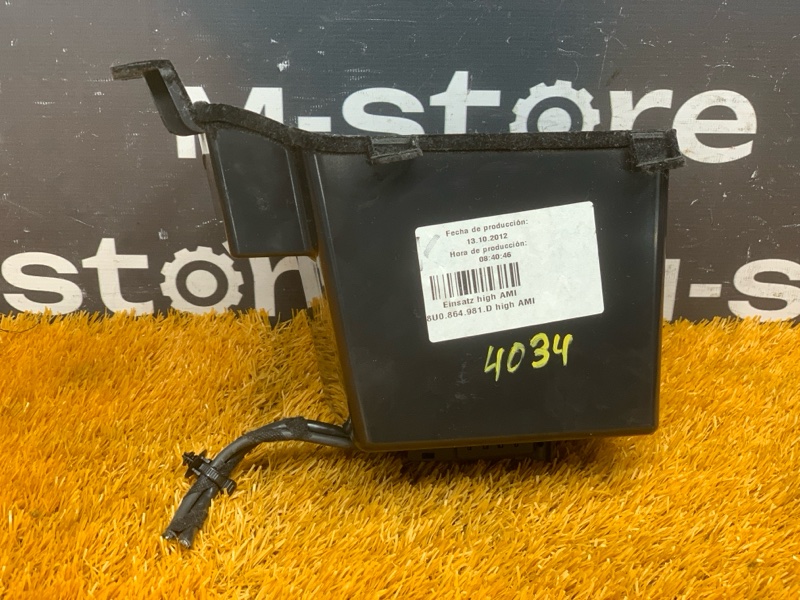 M-store
Fecha de producción:
13.10.2012
Hora de producción:
08:40:46
Einsatz high AMI
8U0.864.981.D high AMI
4034
-store
-s